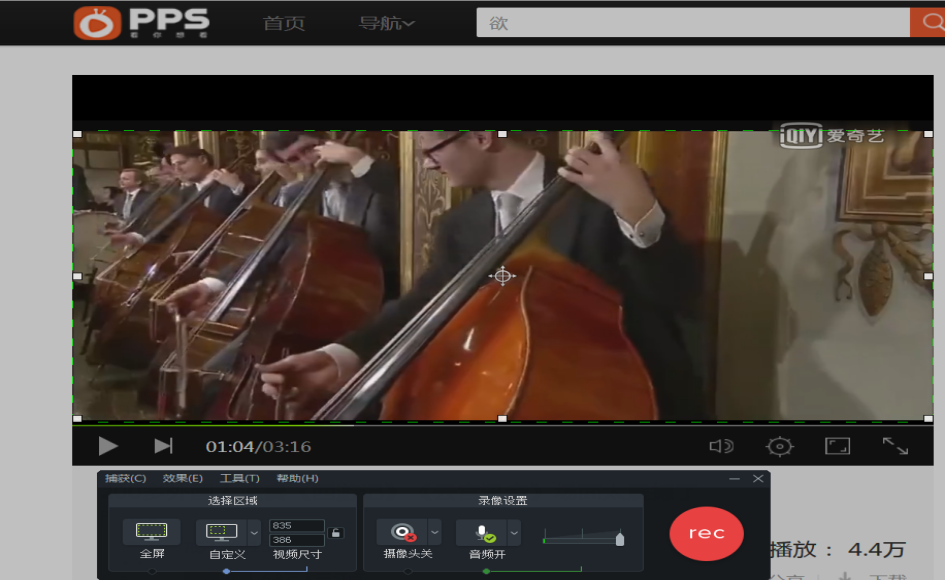 PPS
首页 导航 欲
iQIYI 爱奇艺
01:04/03:16
捕获(C) 效果(E) 工具(T) 帮助(H)
选择区域 录像设置
835
386
rec
全屏 自定义 视频尺寸 摄像头关 音频开
播放： 4.4万